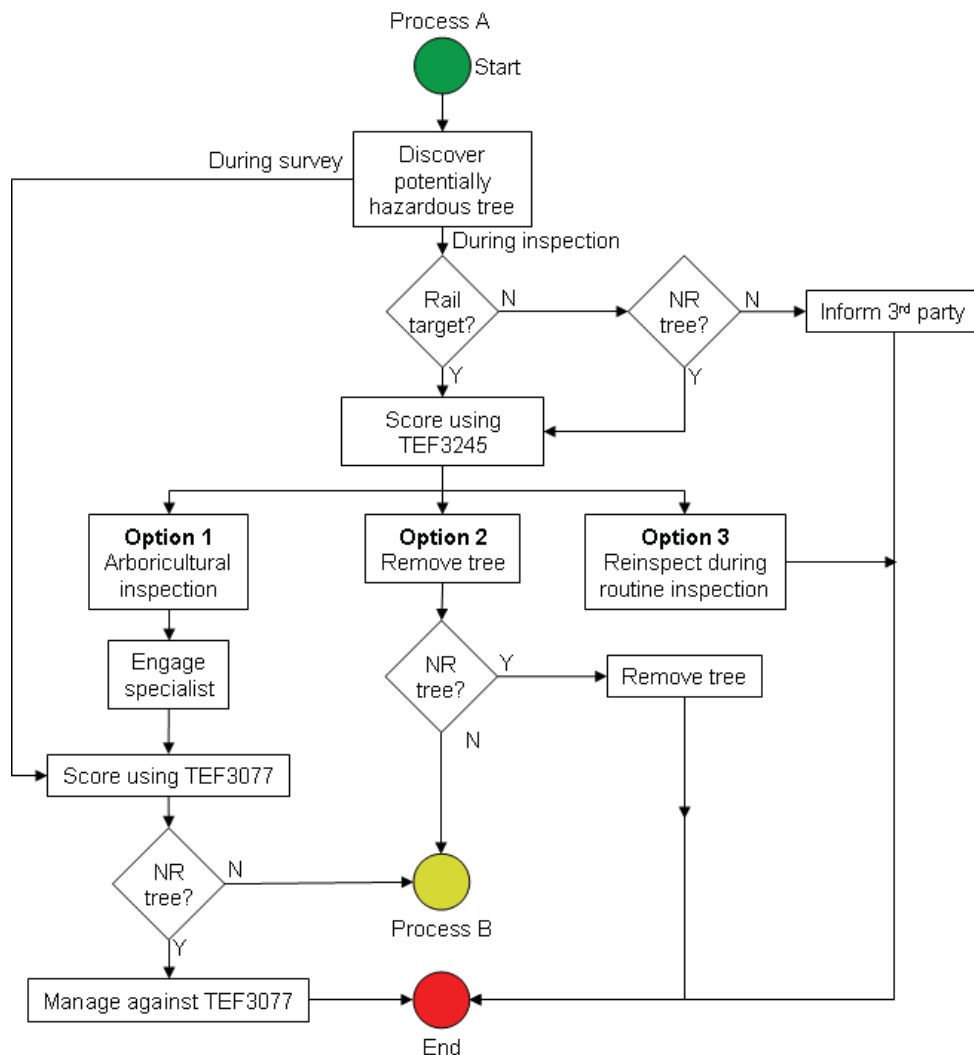 Process A
Start
During survey
Discover
potentially
hazardous tree
During inspection
Rail
target?
N
NR
tree?
N
Inform 3rd party
Y
Y
Score using
TEF3245
Option 1
Arboricultural
inspection
Option 2
Remove tree
Option 3
Reinspect during
routine inspection
Engage
specialist
NR
tree?
Y
Remove tree
N
Score using TEF3077
NR
tree?
N
Process B
Y
Manage against TEF3077
End